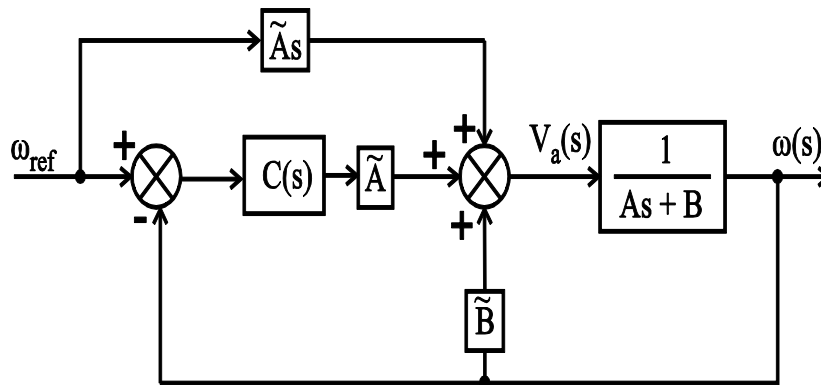 Ãs
+
ω_ref
+
C(s)
Ã
+
V_a(s)
1
As + B
ω(s)
-
+
B̃